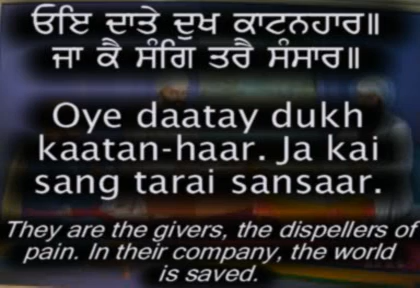 ਓਇ ਦਾਤੇ ਦੁਖ ਕਾਟਨਹਾਰ॥
ਜਾ ਕੈ ਸੰਗਿ ਤਰੈ ਸੰਸਾਰ॥
Oye daatay dukh
kaatan-haar. Ja kai
sang tarai sansaar.
They are the givers, the dispellers of
pain. In their company, the world
is saved.